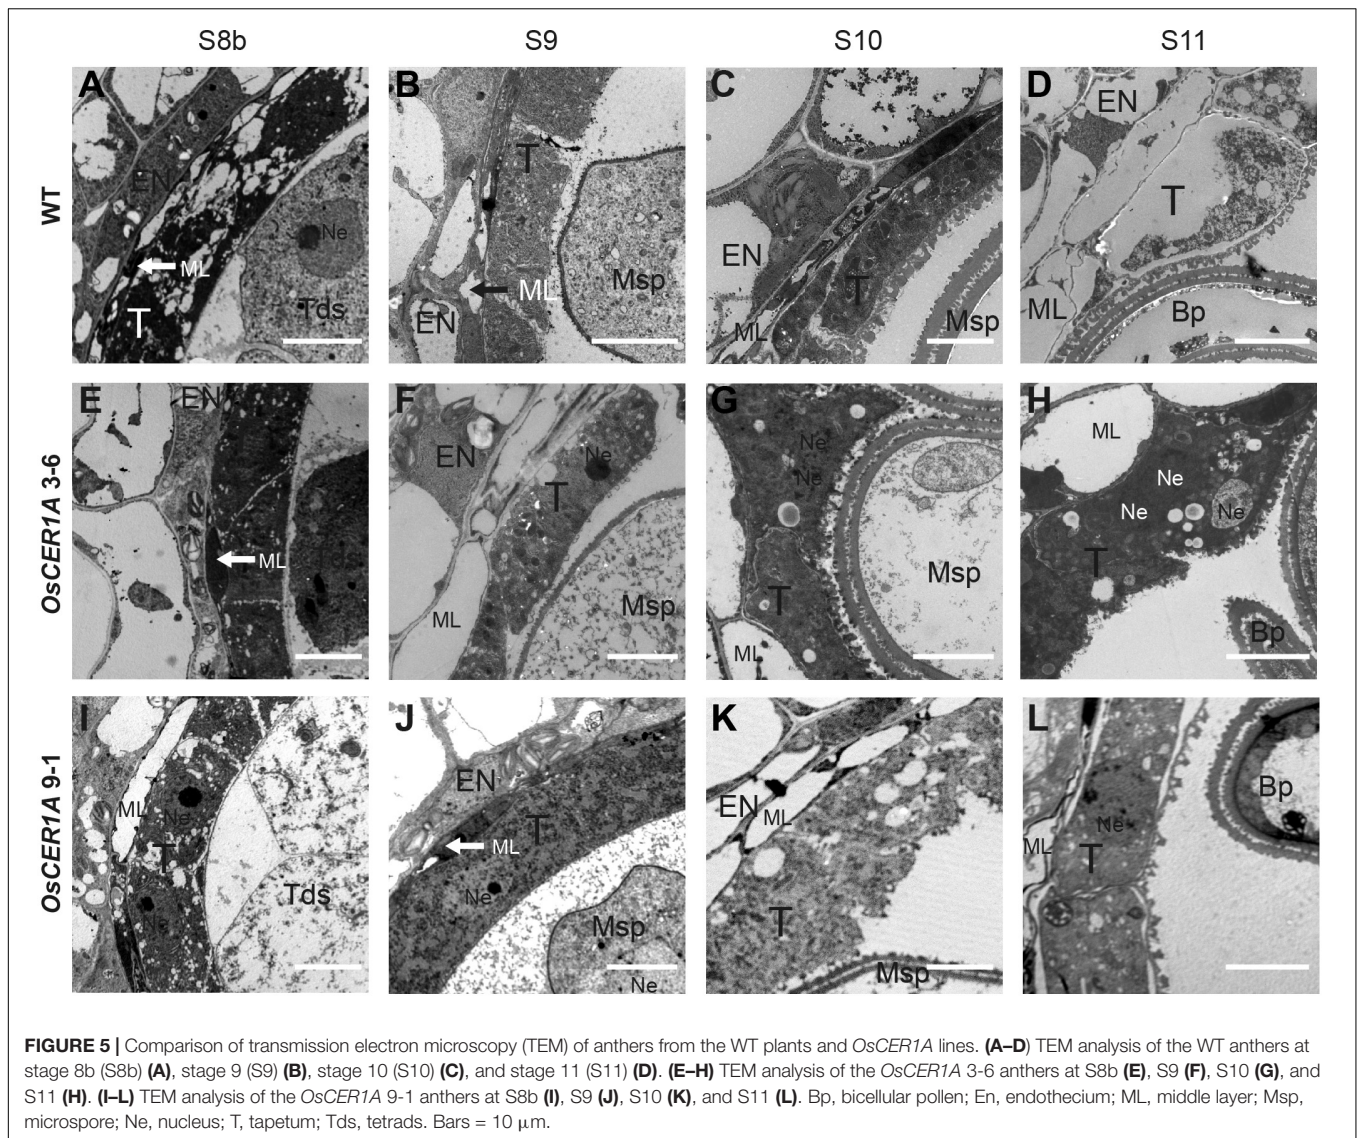 S8b S9 S10 S11
WT
A EN ML T Ne Tds
B T ML EN Msp
C EN ML T Msp
D EN T ML Bp
OsCER1A 3-6
E EN ML
F EN Ne T ML Msp
G Ne Ne T ML Msp
H ML Ne Ne Ne T Bp
OsCER1A 9-1
I ML Ne T Ne Tds
J EN T ML Ne Msp Ne
K EN ML T Msp
L Ne T ML Bp
FIGURE 5 | Comparison of transmission electron microscopy (TEM) of anthers from the WT plants and OsCER1A lines. (A–D) TEM analysis of the WT anthers at
stage 8b (S8b) (A), stage 9 (S9) (B), stage 10 (S10) (C), and stage 11 (S11) (D). (E–H) TEM analysis of the OsCER1A 3-6 anthers at S8b (E), S9 (F), S10 (G), and
S11 (H). (I–L) TEM analysis of the OsCER1A 9-1 anthers at S8b (I), S9 (J), S10 (K), and S11 (L). Bp, bicellular pollen; En, endothecium; ML, middle layer; Msp,
microspore; Ne, nucleus; T, tapetum; Tds, tetrads. Bars = 10 μm.